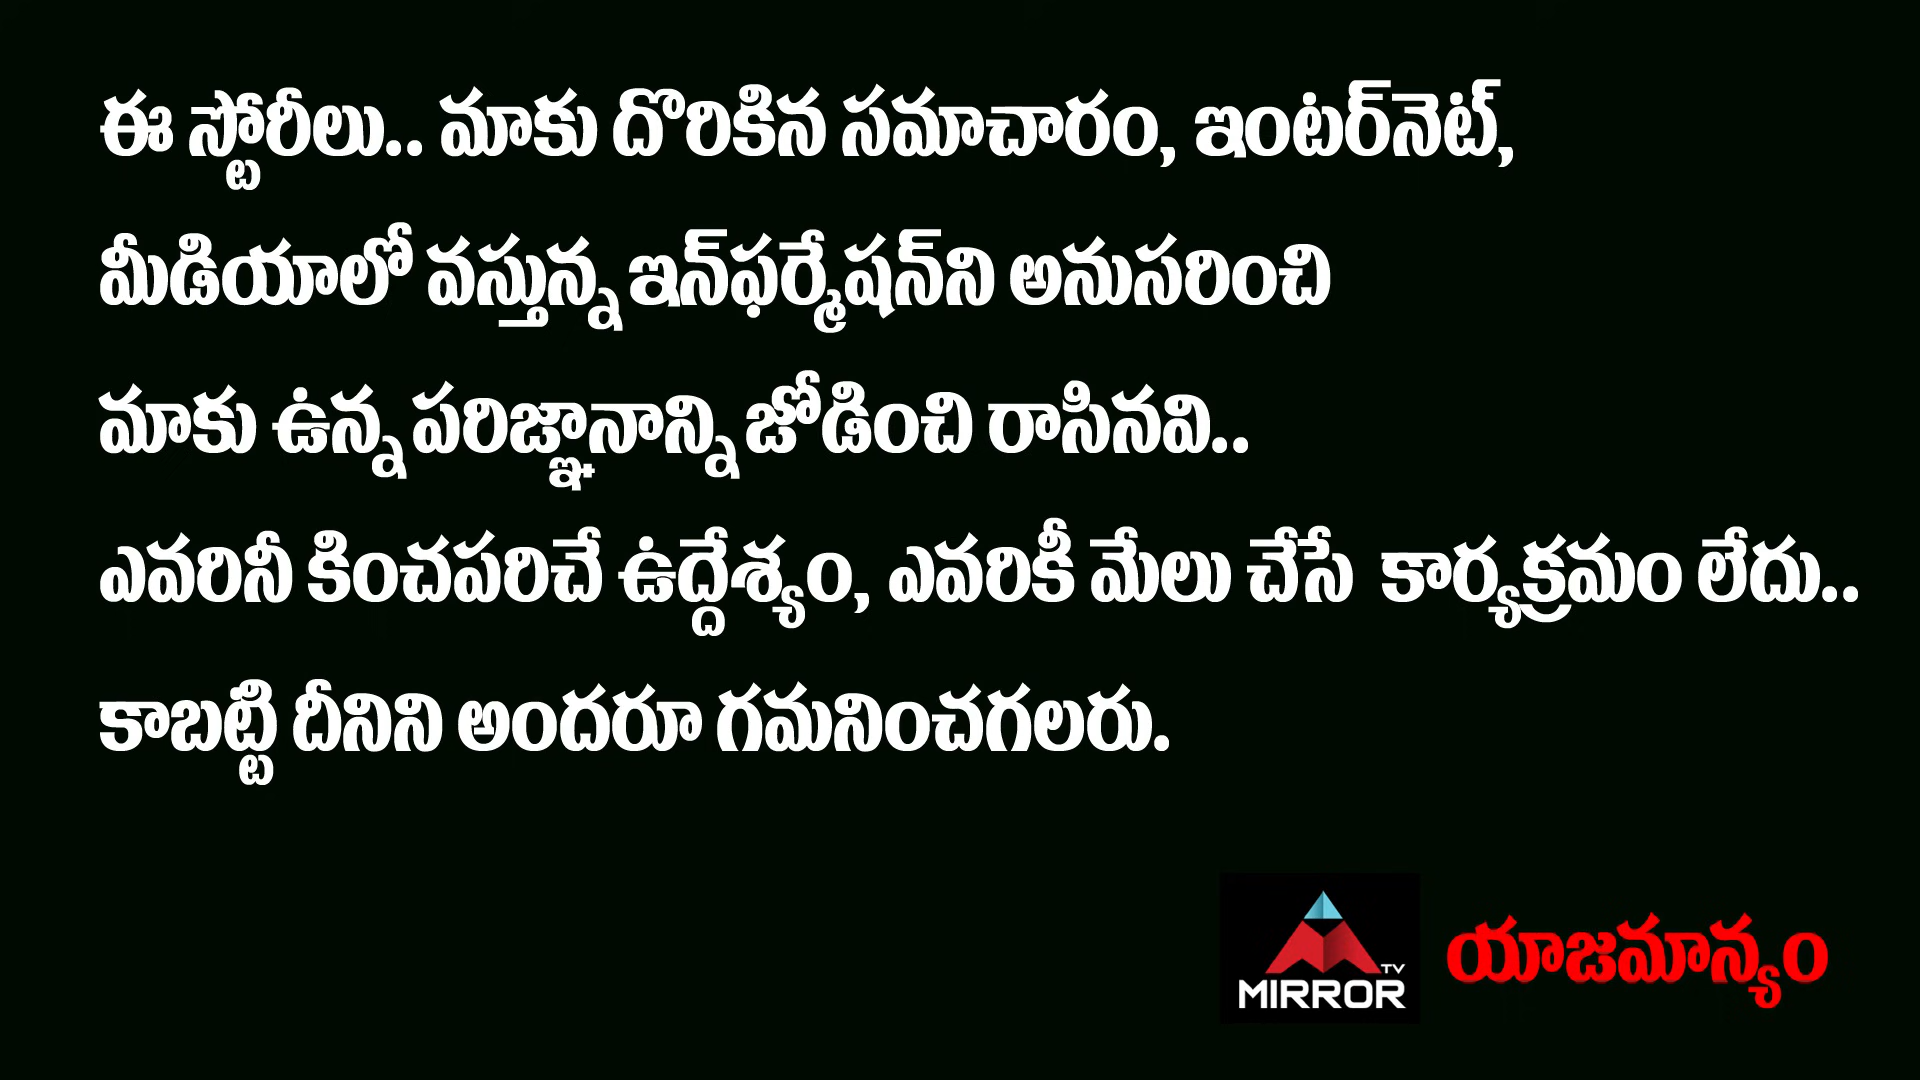 ఈ స్టోరీలు.. మాకు దొరికిన సమాచారం, ఇంటర్‌నెట్,
మీడియాలో వస్తున్న ఇన్‌ఫర్మేషన్‌ని అనుసరించి
మాకు ఉన్న పరిజ్ఞానాన్ని జోడించి రాసినవి..
ఎవరినీ కించపరిచే ఉద్దేశ్యం, ఎవరికీ మేలు చేసే కార్యక్రమం లేదు..
కాబట్టి దీనిని అందరూ గమనించగలరు.
TV
MIRROR
యాజమాన్యం